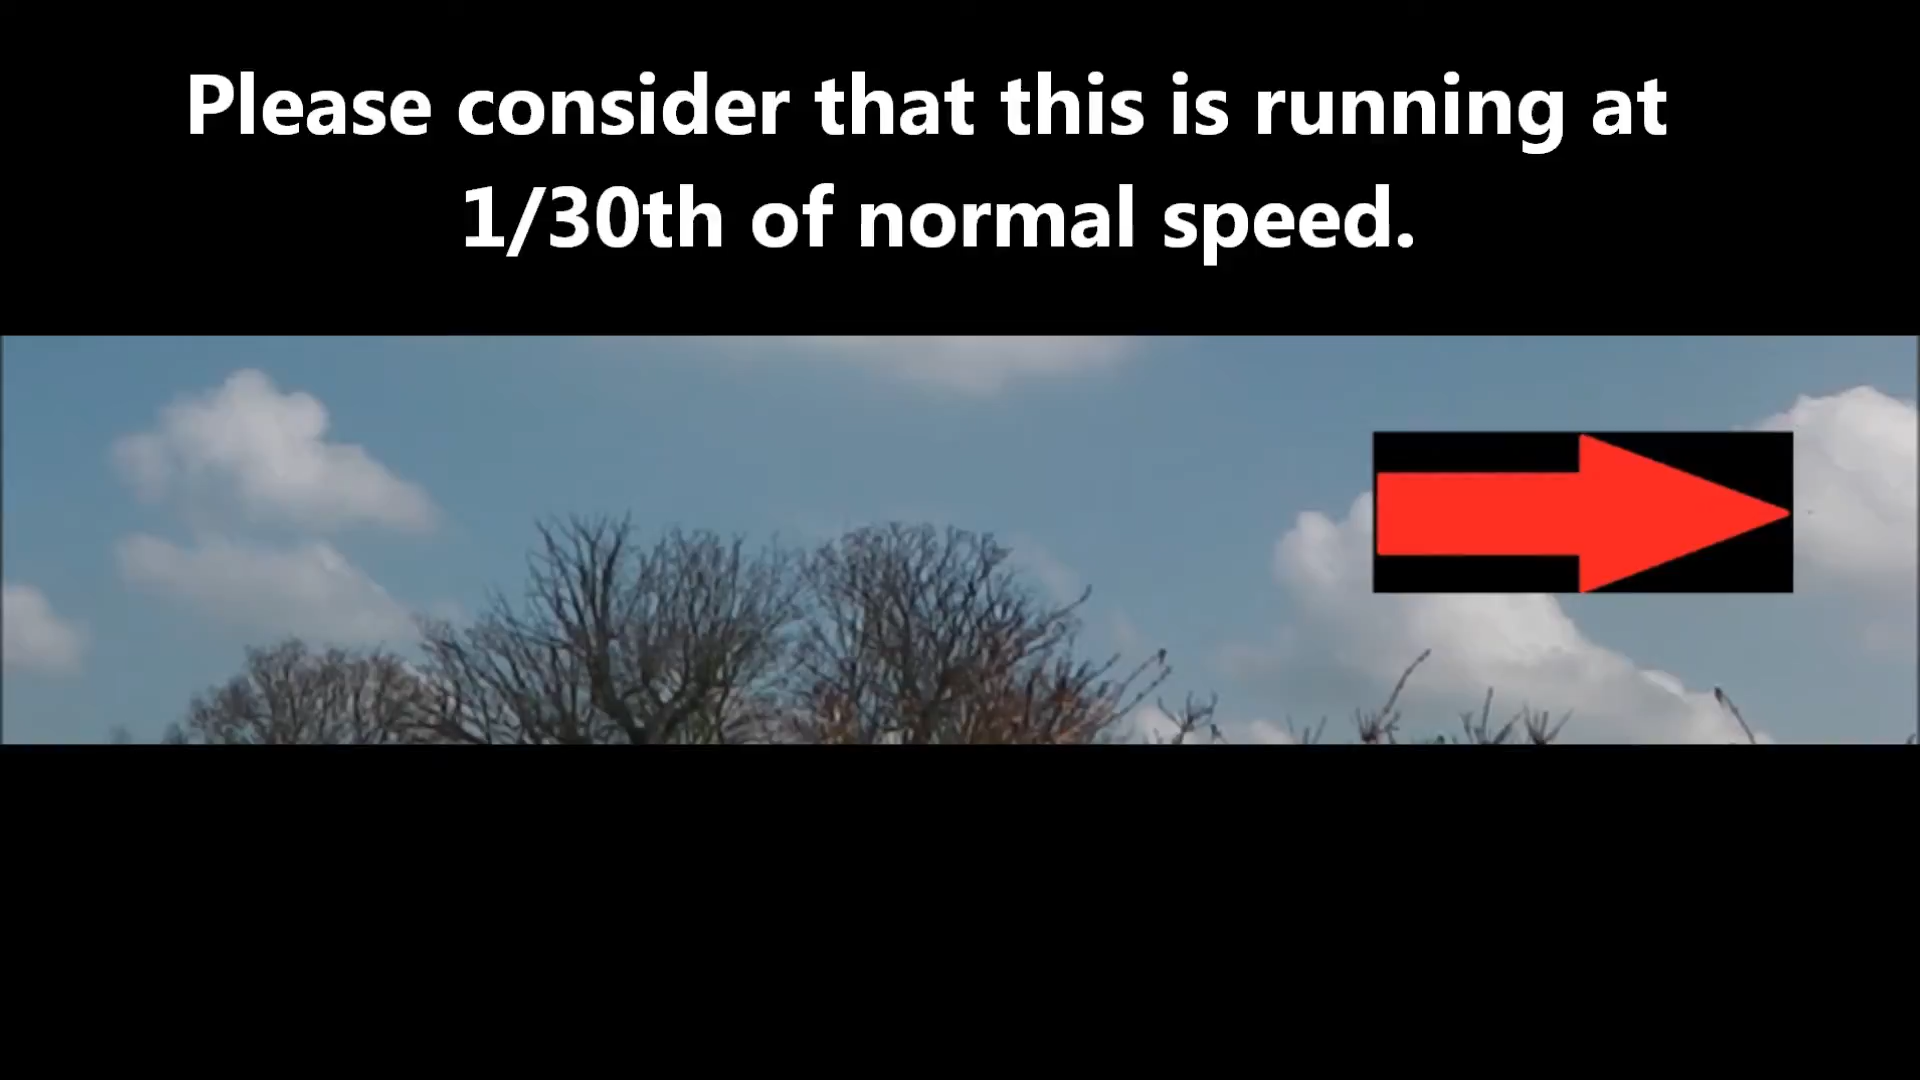 Please consider that this is running at
1/30th of normal speed.